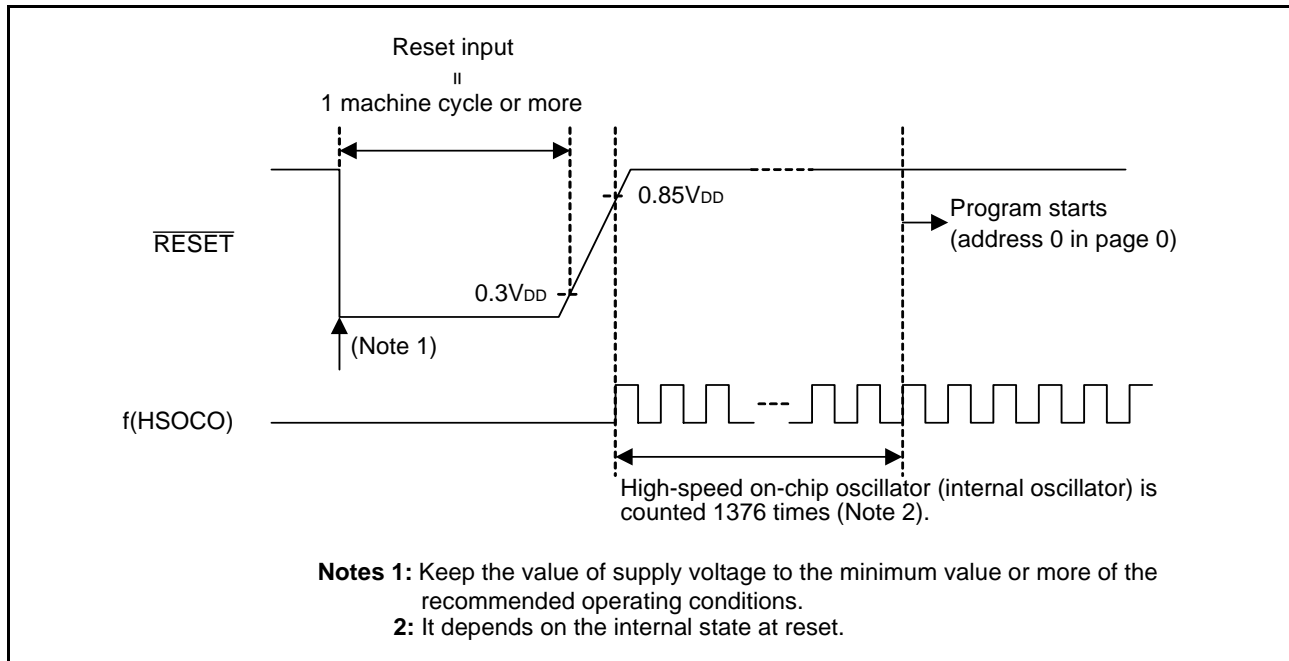 Reset input
=
1 machine cycle or more
0.85VDD
Program starts
(address 0 in page 0)
RESET
0.3VDD
(Note 1)
f(HSOCO)
High-speed on-chip oscillator (internal oscillator) is
counted 1376 times (Note 2).
Notes 1: Keep the value of supply voltage to the minimum value or more of the
recommended operating conditions.
2: It depends on the internal state at reset.